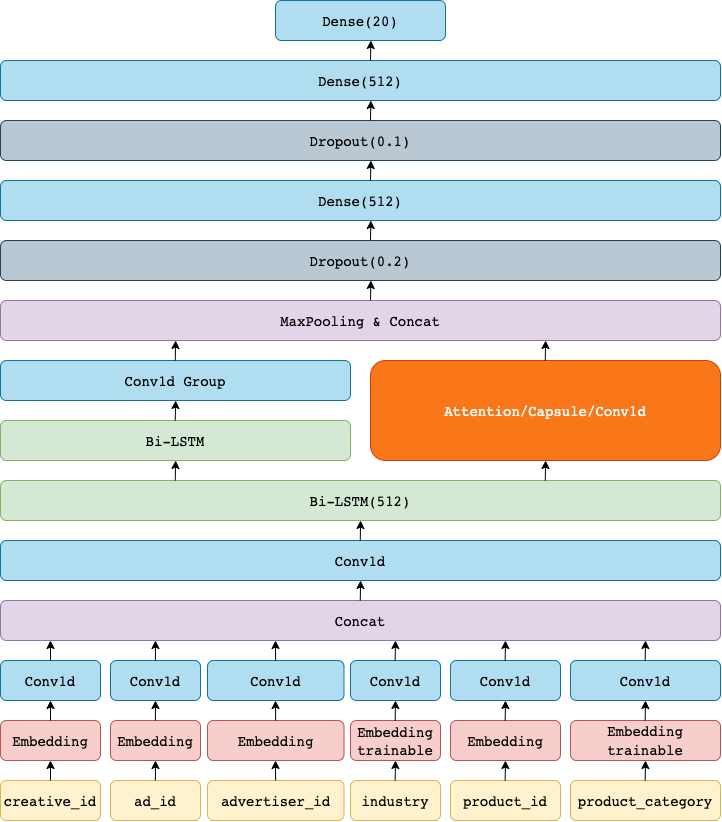 Dense(20)
Dense(512)
Dropout(0.1)
Dense(512)
Dropout(0.2)
MaxPooling & Concat
Conv1d Group
Attention/Capsule/Conv1d
Bi-LSTM
Bi-LSTM(512)
Conv1d
Concat
Conv1d
Conv1d
Conv1d
Conv1d
Conv1d
Conv1d
Embedding
Embedding
Embedding
Embedding
trainable
Embedding
Embedding
trainable
creative_id
ad_id
advertiser_id
industry
product_id
product_category